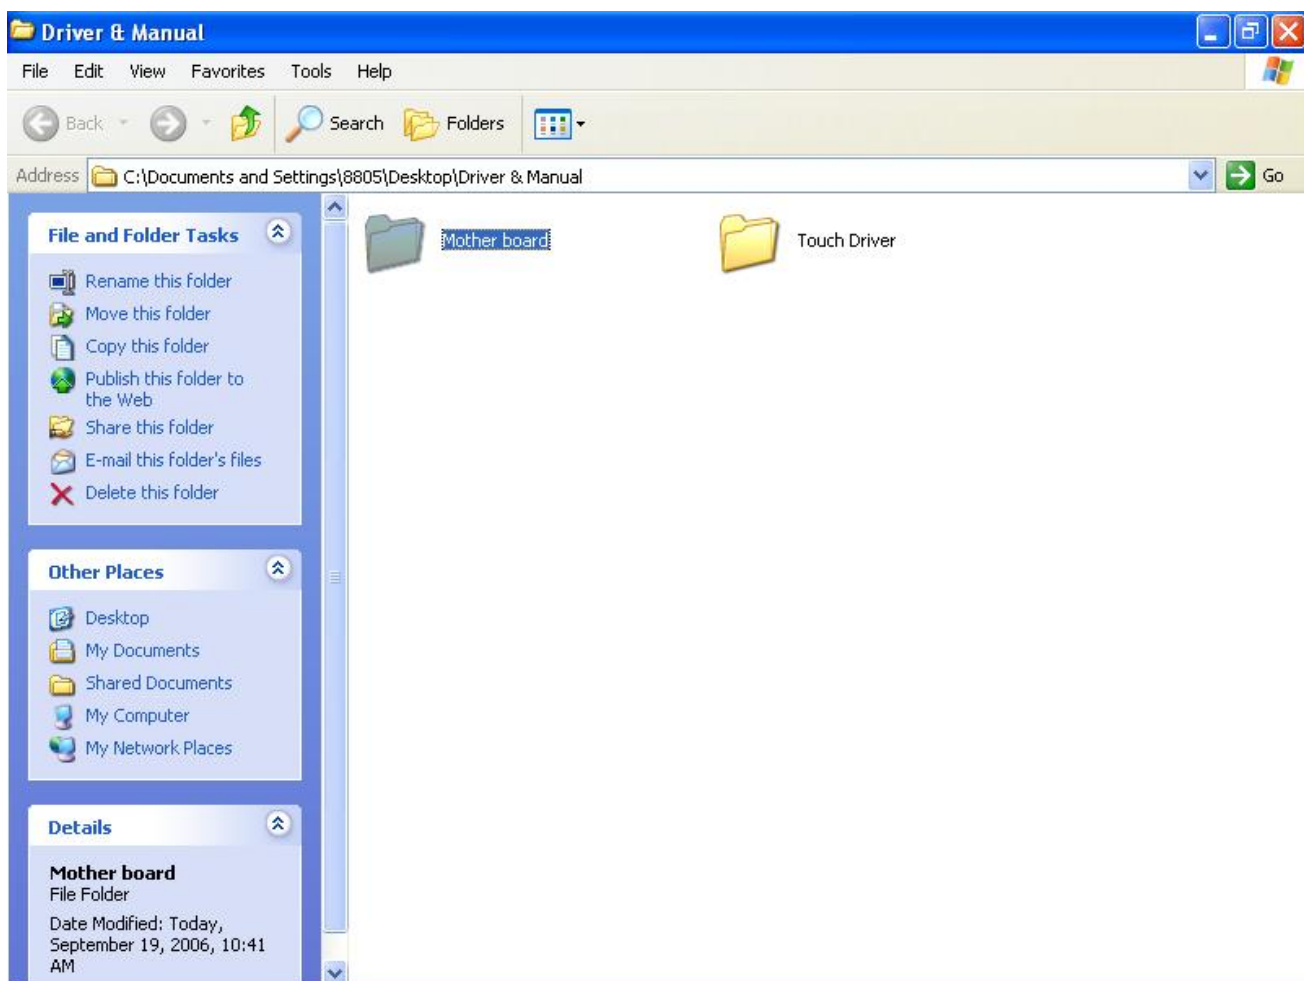 Driver & Manual
File Edit View Favorites Tools Help
Back Search Folders
Address C:\Documents and Settings\8805\Desktop\Driver & Manual Go
File and Folder Tasks
Rename this folder
Move this folder
Copy this folder
Publish this folder to
the Web
Share this folder
E-mail this folder's files
Delete this folder
Other Places
Desktop
My Documents
Shared Documents
My Computer
My Network Places
Details
Mother board
File Folder
Date Modified: Today,
September 19, 2006, 10:41
AM
Mother board
Touch Driver